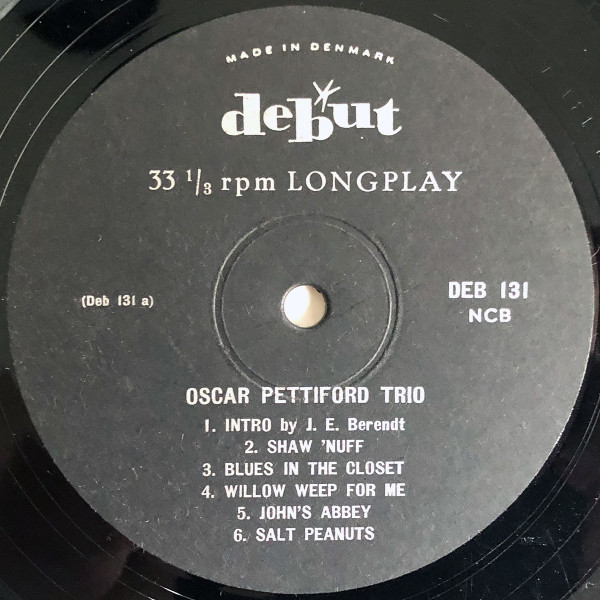 MADE IN DENMARK
debut
33 1/3 rpm LONGPLAY
(Deb 131 a)
DEB 131
NCB
OSCAR PETTIFORD TRIO
1. INTRO by J. E. Berendt
2. SHAW 'NUFF
3. BLUES IN THE CLOSET
4. WILLOW WEEP FOR ME
5. JOHN'S ABBEY
6. SALT PEANUTS